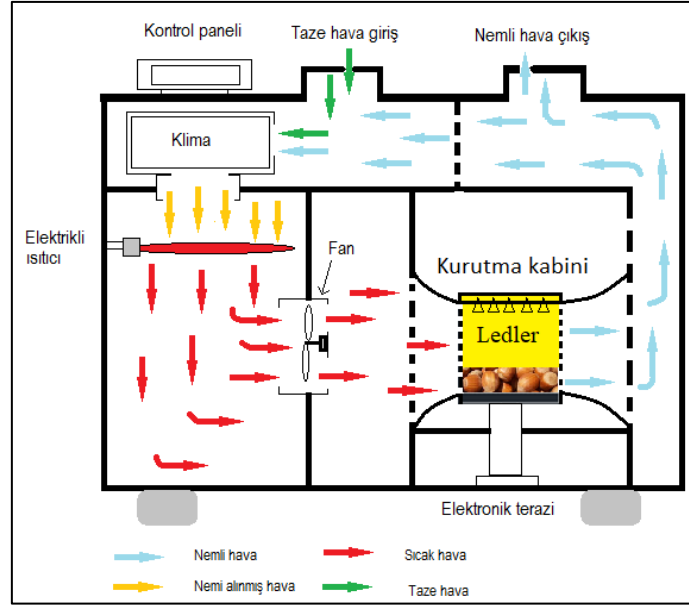 Kontrol paneli
Taze hava giriş
Nemli hava çıkış
Klima
Elektrikli
ısıtıcı
Fan
Kurutma kabini
Ledler
Elektronik terazi
Nemli hava
Sıcak hava
Nemi alınmış hava
Taze hava